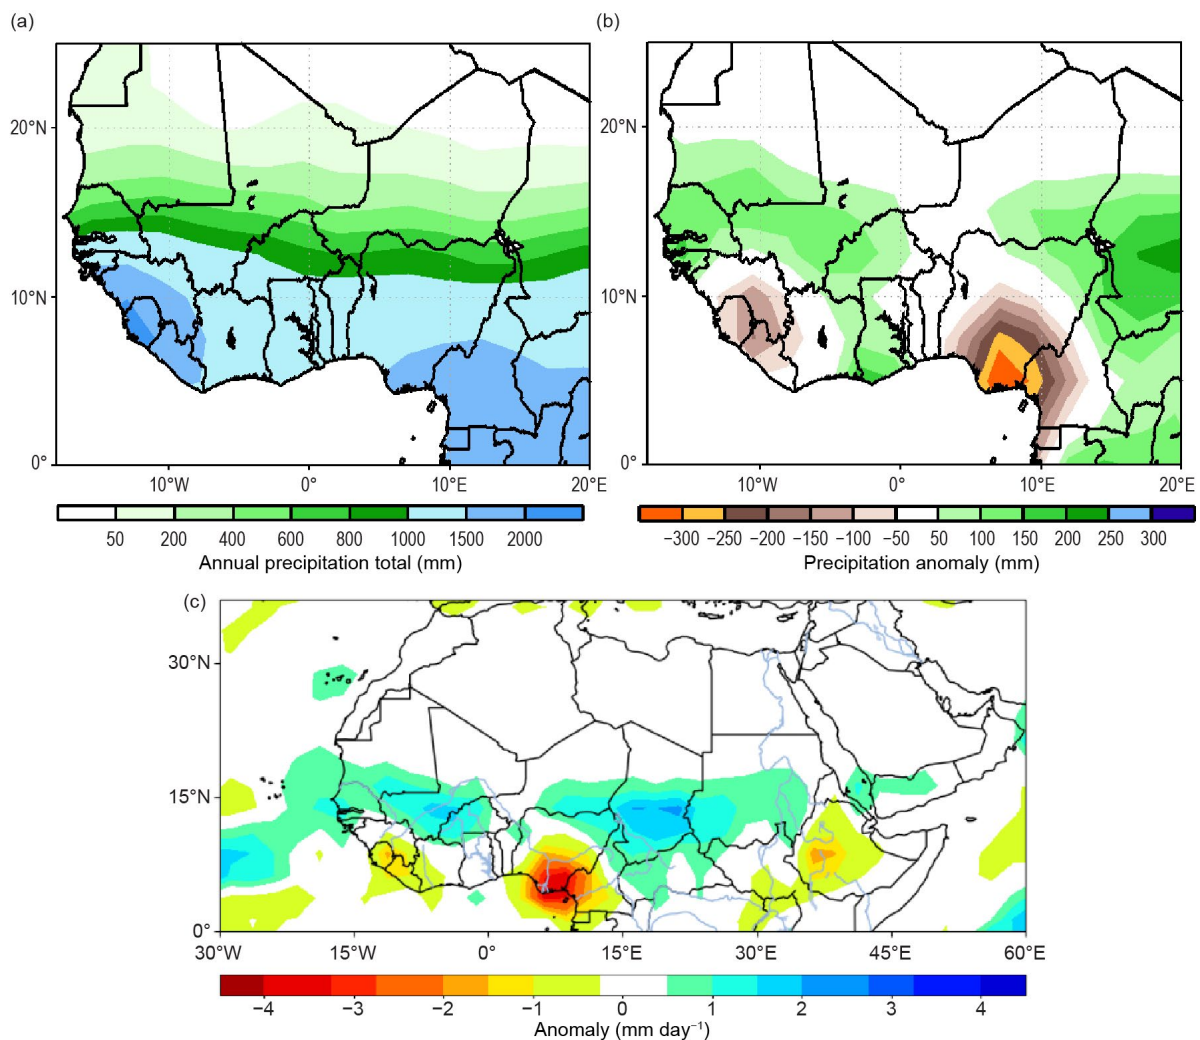 (a)
(b)
20°N
10°N
0°
10°W
0°
10°E
20°E
20°N
10°N
0°
10°W
0°
10°E
20°E
50 200 400 600 800 1000 1500 2000
Annual precipitation total (mm)
−300 −250 −200 −150 −100 −50 50 100 150 200 250 300
Precipitation anomaly (mm)
(c)
30°N
15°N
0°
30°W
15°W
0°E
15°E
30°E
45°E
60°E
−4 −3 −2 −1 0 1 2 3 4
Anomaly (mm day⁻¹)